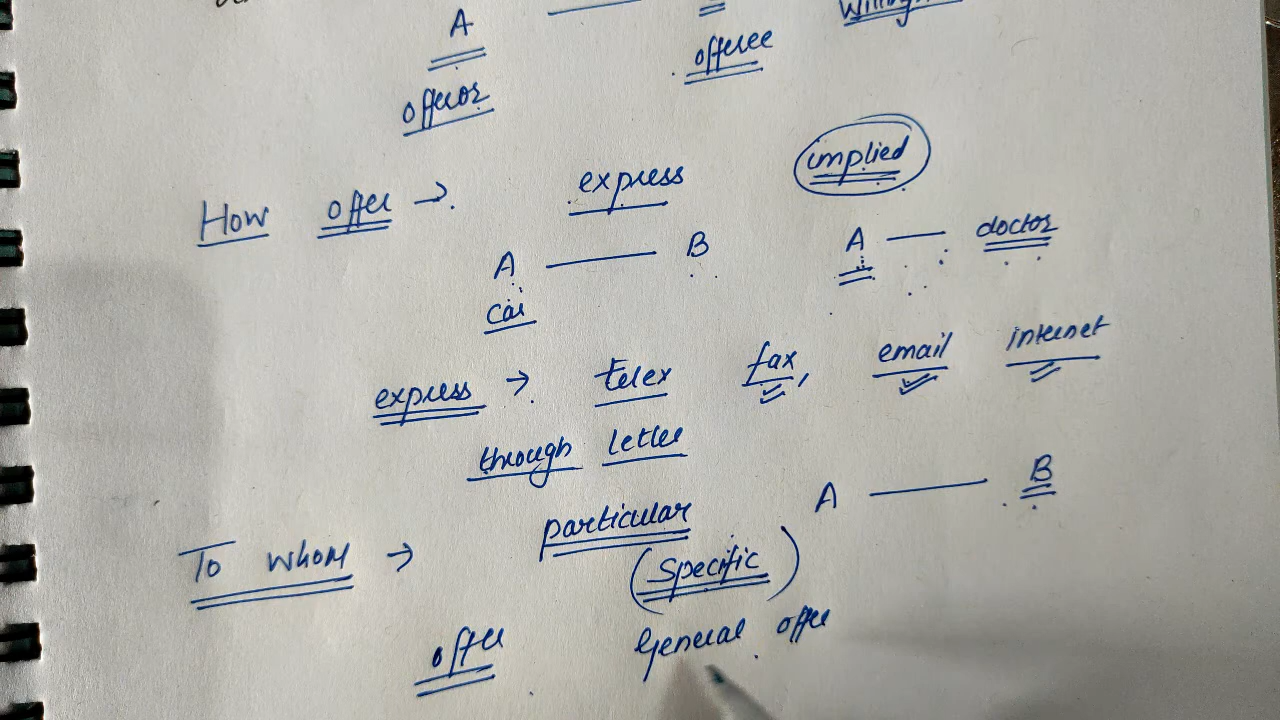 A
offeror offeree
How offer → express implied
A — B A — doctor
car
express → telex fax, email internet
through letter
To whom → particular A — B
(Specific)
offer General offer